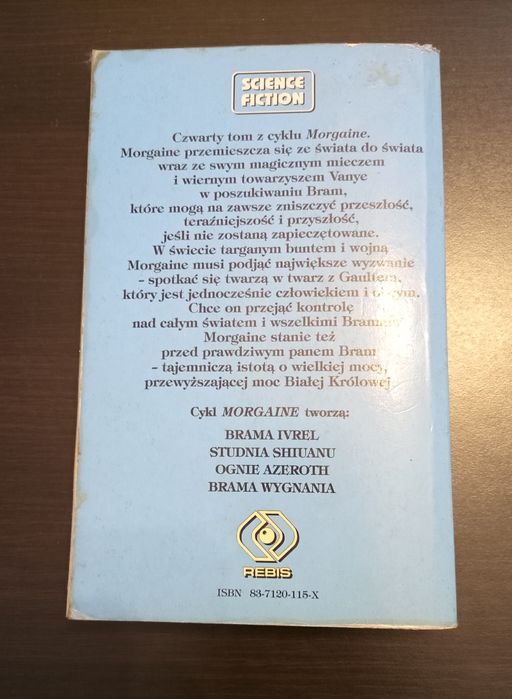 SCIENCE
FICTION
Czwarty tom z cyklu Morgaine.
Morgaine przemieszcza się ze świata do świata
wraz ze swym magicznym mieczem
i wiernym towarzyszem Vanye
w poszukiwaniu Bram,
które mogą na zawsze zniszczyć przeszłość,
teraźniejszość i przyszłość,
jeśli nie zostaną zapieczętowane.
W świecie targanym buntem i wojną
Morgaine musi podjąć największe wyzwanie
– spotkać się twarzą w twarz z Gaultem,
który jest jednocześnie człowiekiem i obcym.
Chce on przejąć kontrolę
nad całym światem i wszelkimi Bramami.
Morgaine stanie też
przed prawdziwym panem Bram
– tajemniczą istotą o wielkiej mocy,
przewyższającej moc Białej Królowej.
Cykl MORGAINE tworzą:
BRAMA IVREL
STUDNIA SHIUANU
OGNIE AZEROTH
BRAMA WYGNANIA
REBIS
ISBN 83-7120-115-X